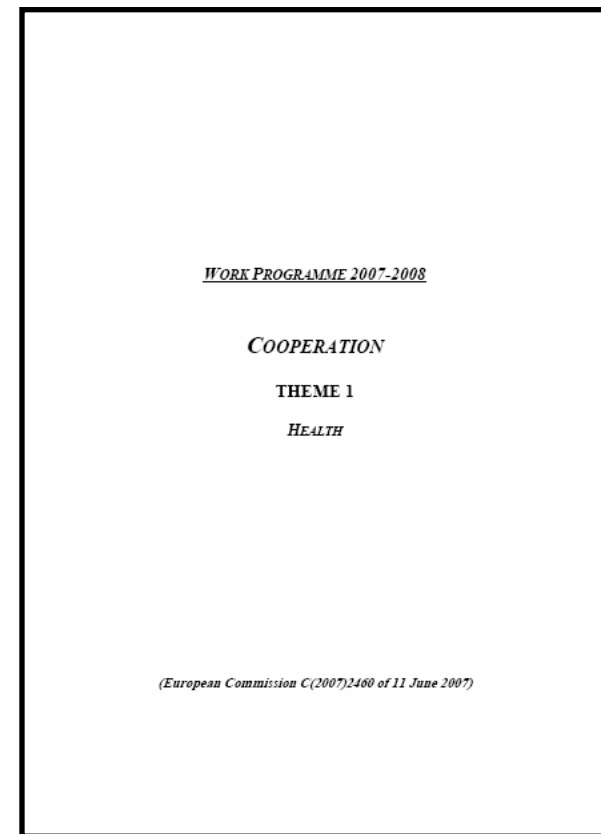 WORK PROGRAMME 2007-2008
COOPERATION
THEME 1
HEALTH
(European Commission C(2007)2460 of 11 June 2007)